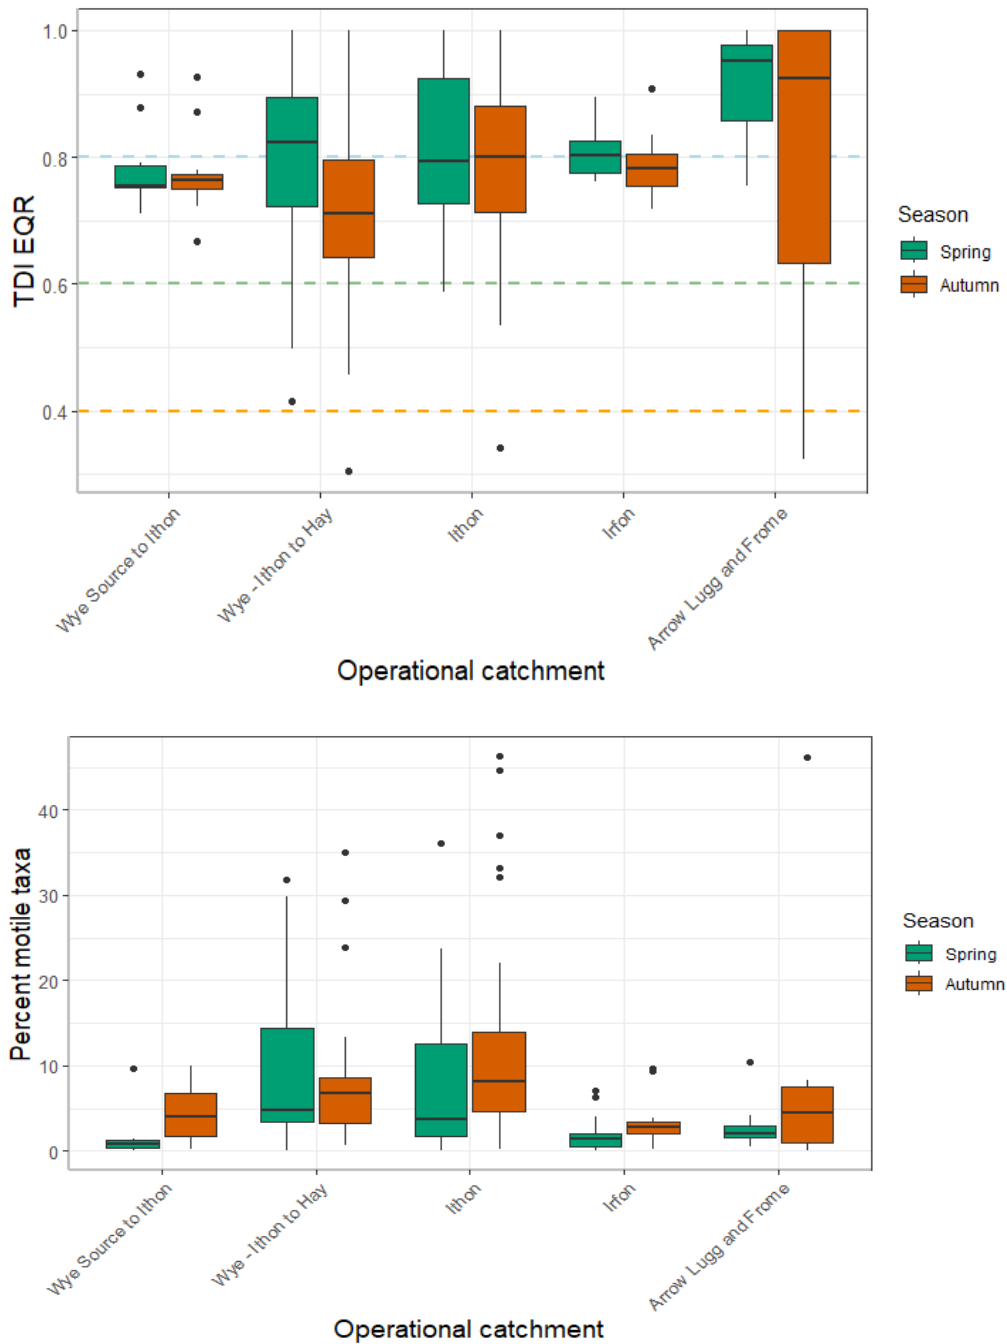 1.0
0.8
0.6
0.4
TDI EQR
Wye Source to Ithon
Wye - Ithon to Hay
Ithon
Irfon
Arrow Lugg and Frome
Operational catchment
Season
Spring
Autumn
40
30
20
10
0
Percent motile taxa
Wye Source to Ithon
Wye - Ithon to Hay
Ithon
Irfon
Arrow Lugg and Frome
Operational catchment
Season
Spring
Autumn